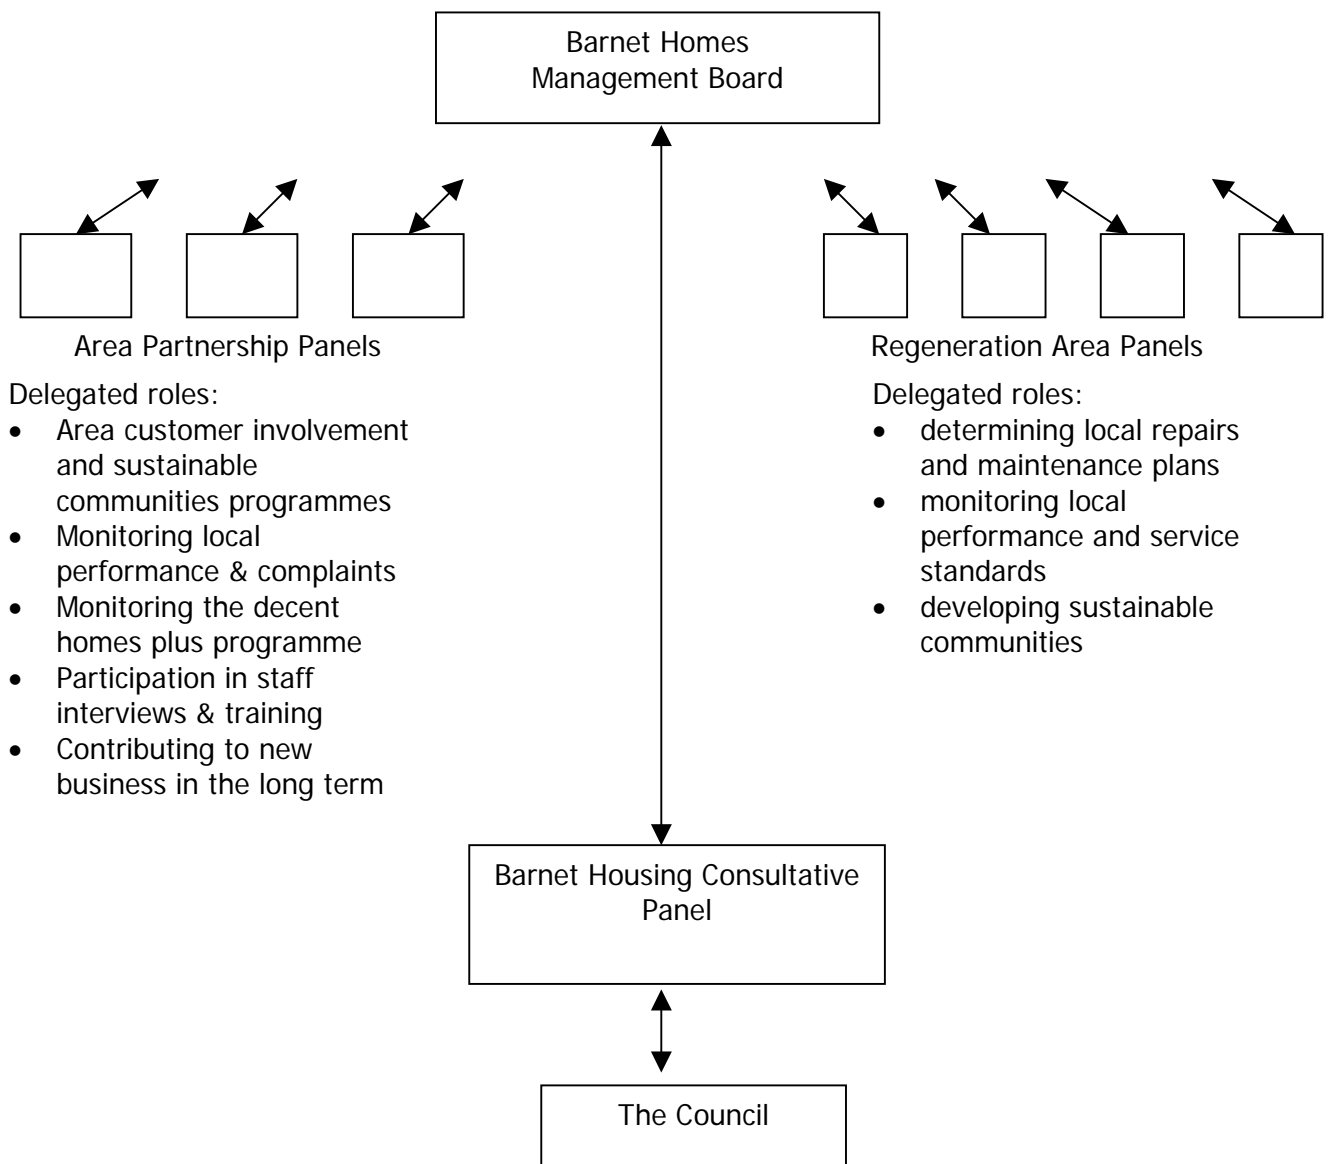 Barnet Homes
Management Board
Area Partnership Panels
Delegated roles:
• Area customer involvement
and sustainable
communities programmes
• Monitoring local
performance & complaints
• Monitoring the decent
homes plus programme
• Participation in staff
interviews & training
• Contributing to new
business in the long term
Regeneration Area Panels
Delegated roles:
• determining local repairs
and maintenance plans
• monitoring local
performance and service
standards
• developing sustainable
communities
Barnet Housing Consultative
Panel
The Council